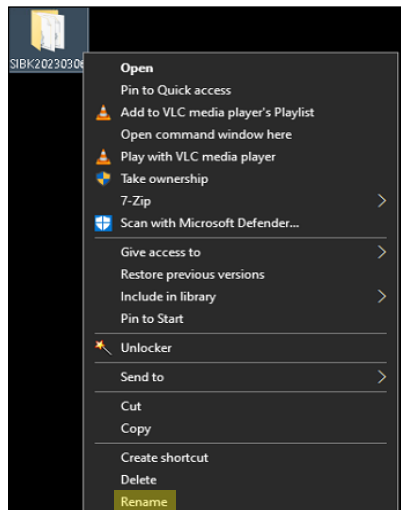 SIBK20230306
Open
Pin to Quick access
Add to VLC media player's Playlist
Open command window here
Play with VLC media player
Take ownership
7-Zip
Scan with Microsoft Defender...
Give access to
Restore previous versions
Include in library
Pin to Start
Unlocker
Send to
Cut
Copy
Create shortcut
Delete
Rename